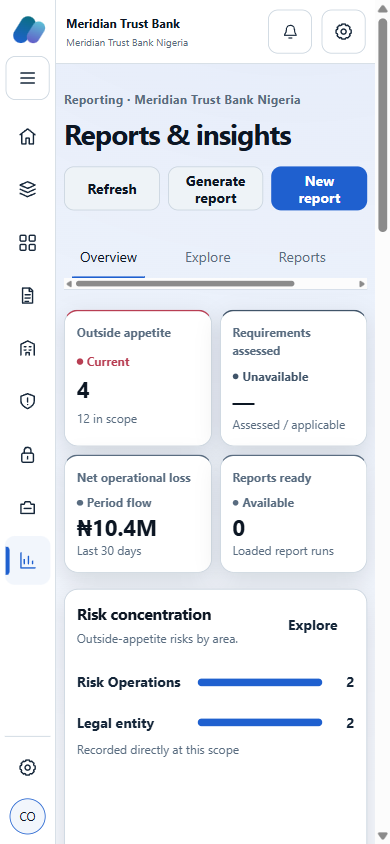 Meridian Trust Bank
Meridian Trust Bank Nigeria
Reporting · Meridian Trust Bank Nigeria
Reports & insights
Refresh
Generate
report
New
report
Overview
Explore
Reports
Outside appetite
Current
4
12 in scope
Requirements
assessed
Unavailable
—
Assessed / applicable
Net operational loss
Period flow
₦10.4M
Last 30 days
Reports ready
Available
0
Loaded report runs
Risk concentration
Outside-appetite risks by area.
Explore
Risk Operations 2
Legal entity 2
Recorded directly at this scope
CO